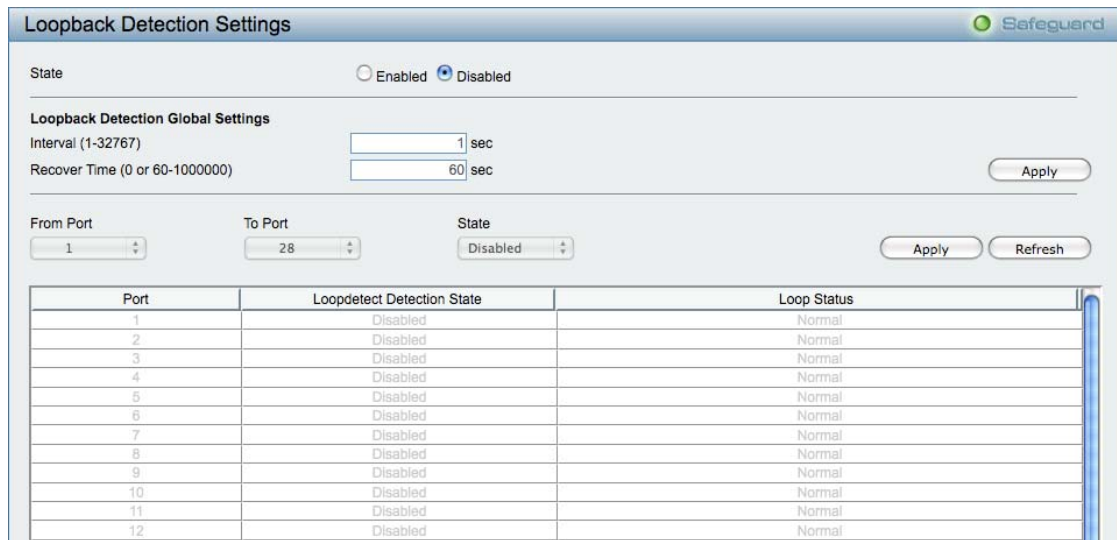 Loopback Detection Settings Safeguard
State Enabled Disabled
Loopback Detection Global Settings
Interval (1-32767) 1 sec
Recover Time (0 or 60-1000000) 60 sec Apply
From Port To Port State
1 28 Disabled Apply Refresh
Port Loopdetect Detection State Loop Status
1 Disabled Normal
2 Disabled Normal
3 Disabled Normal
4 Disabled Normal
5 Disabled Normal
6 Disabled Normal
7 Disabled Normal
8 Disabled Normal
9 Disabled Normal
10 Disabled Normal
11 Disabled Normal
12 Disabled Normal